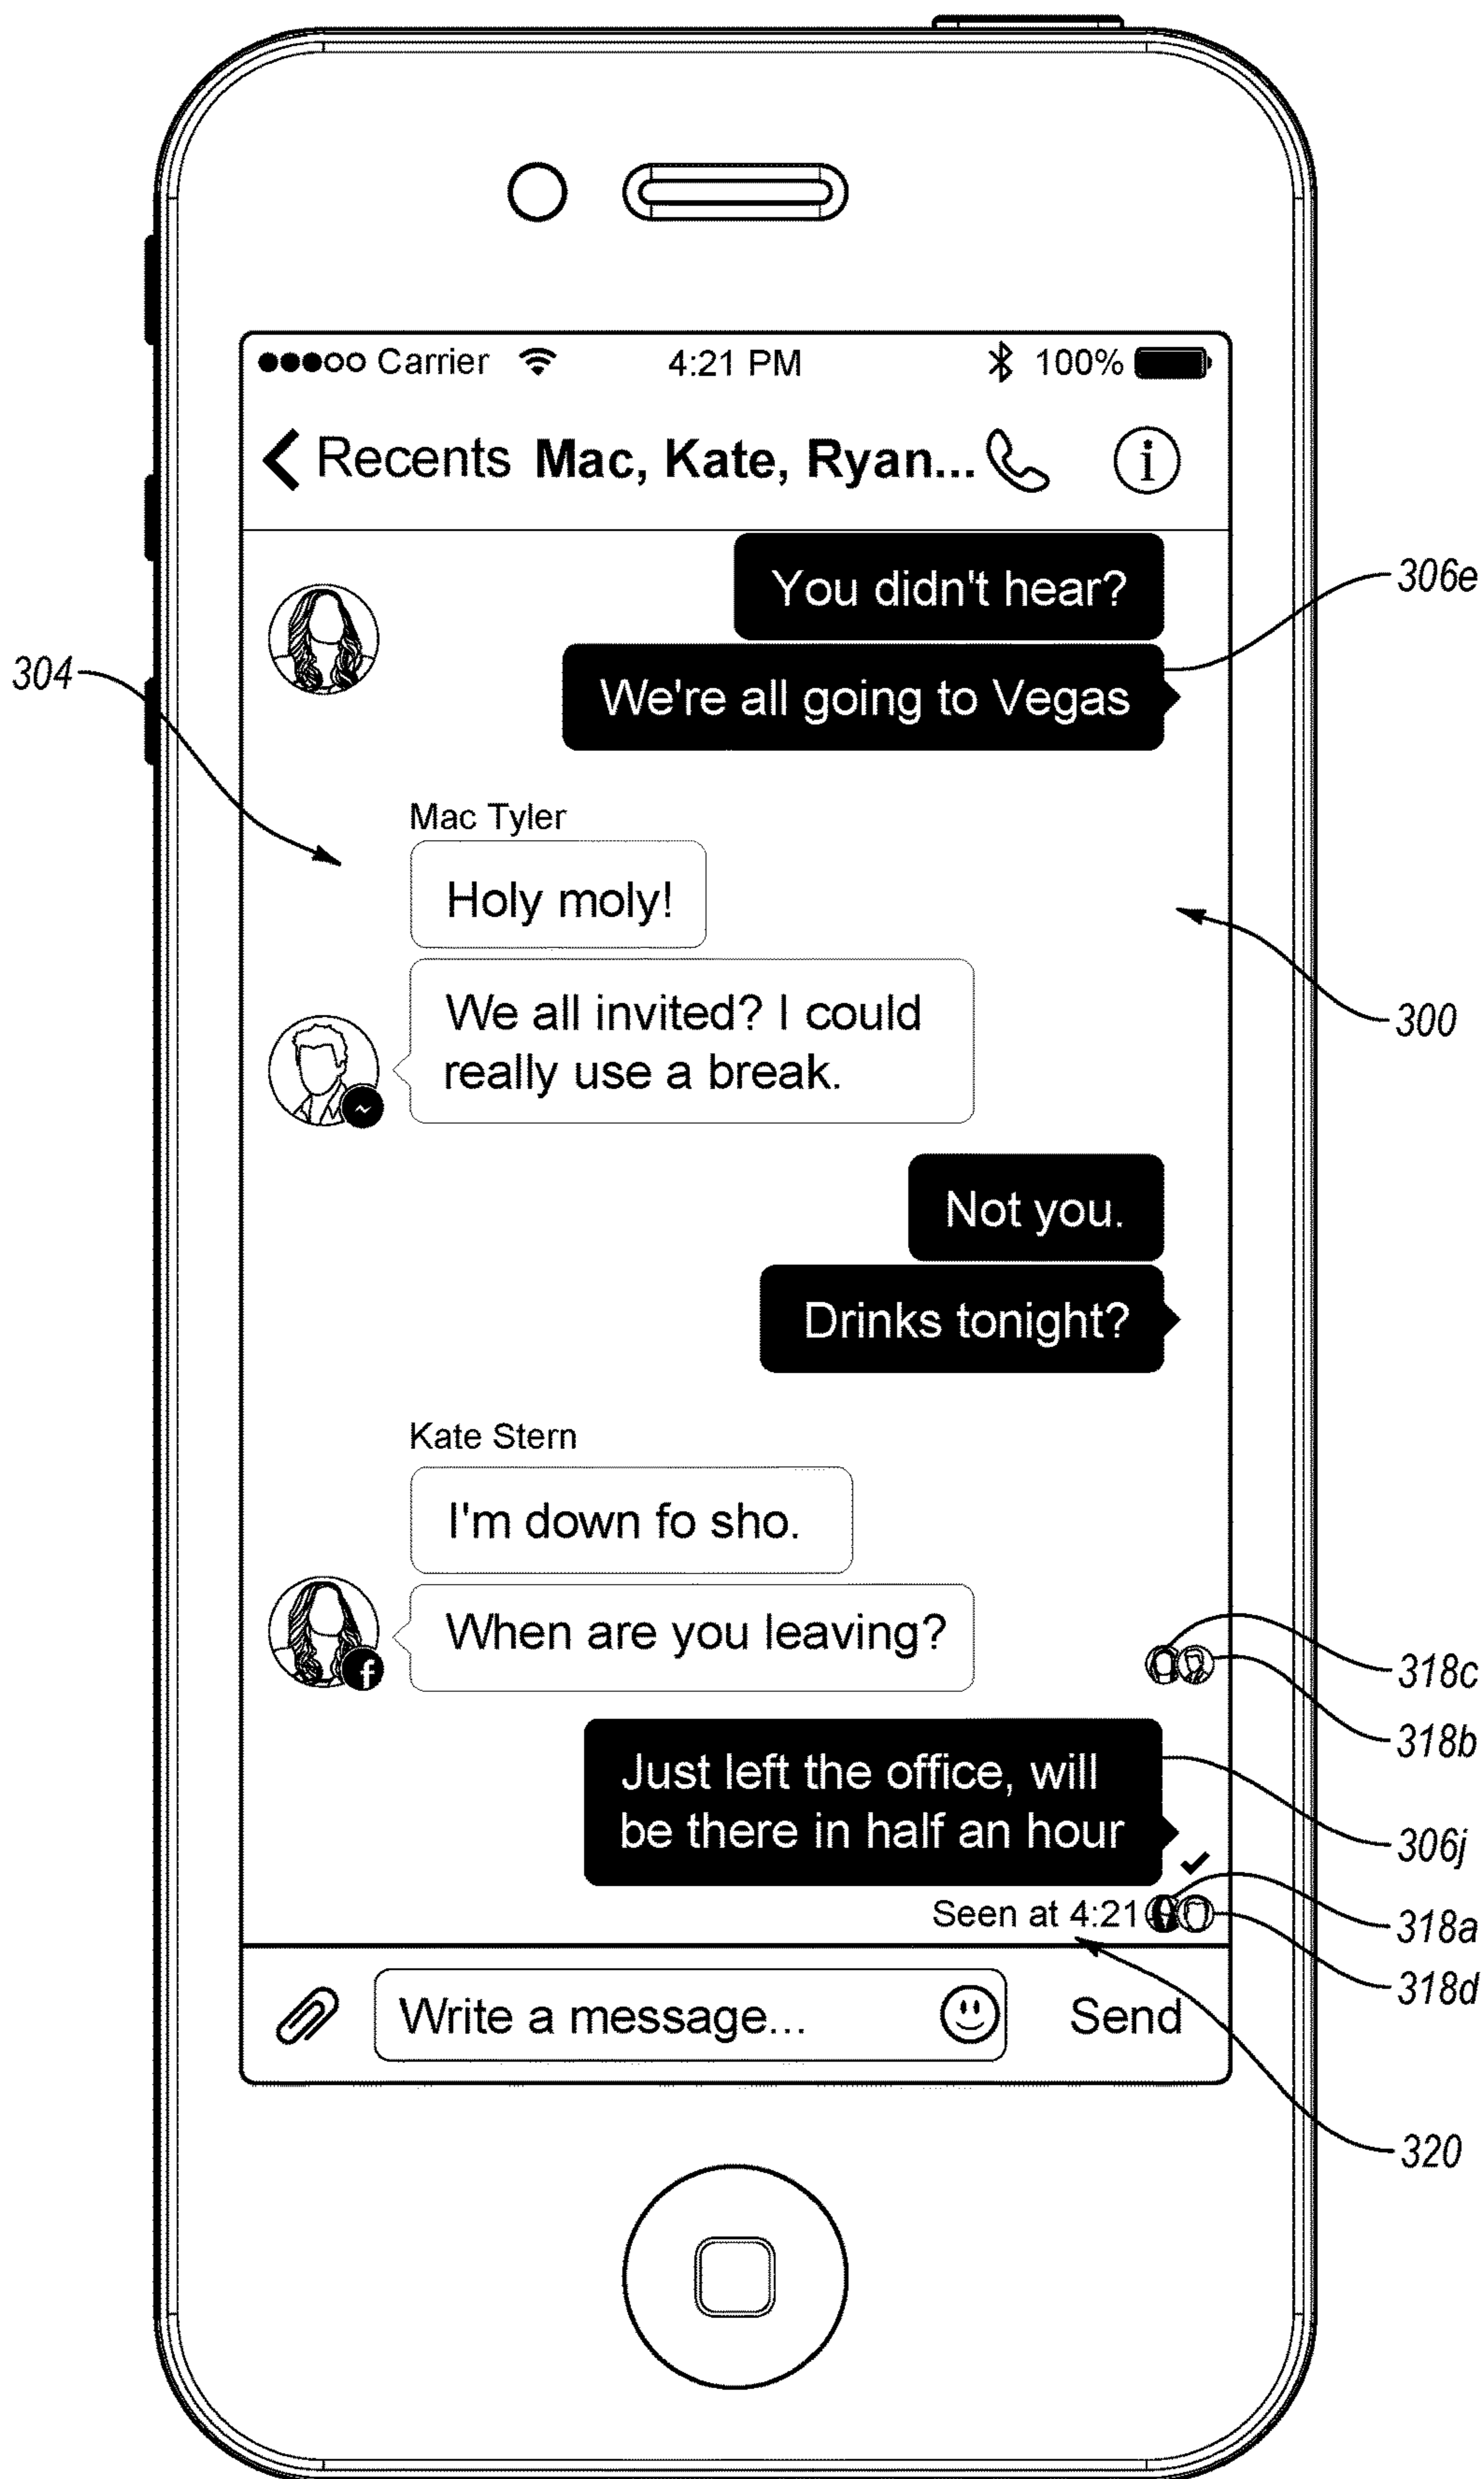 Carrier 4:21 PM 100%
Recents Mac, Kate, Ryan... i
You didn't hear?
306e
We're all going to Vegas
304
Mac Tyler
Holy moly!
We all invited? I could
really use a break.
300
Not you.
Drinks tonight?
Kate Stern
I'm down fo sho.
When are you leaving?
f
318c
318b
Just left the office, will
be there in half an hour
306j
Seen at 4:21
318a
318d
Write a message... Send
320